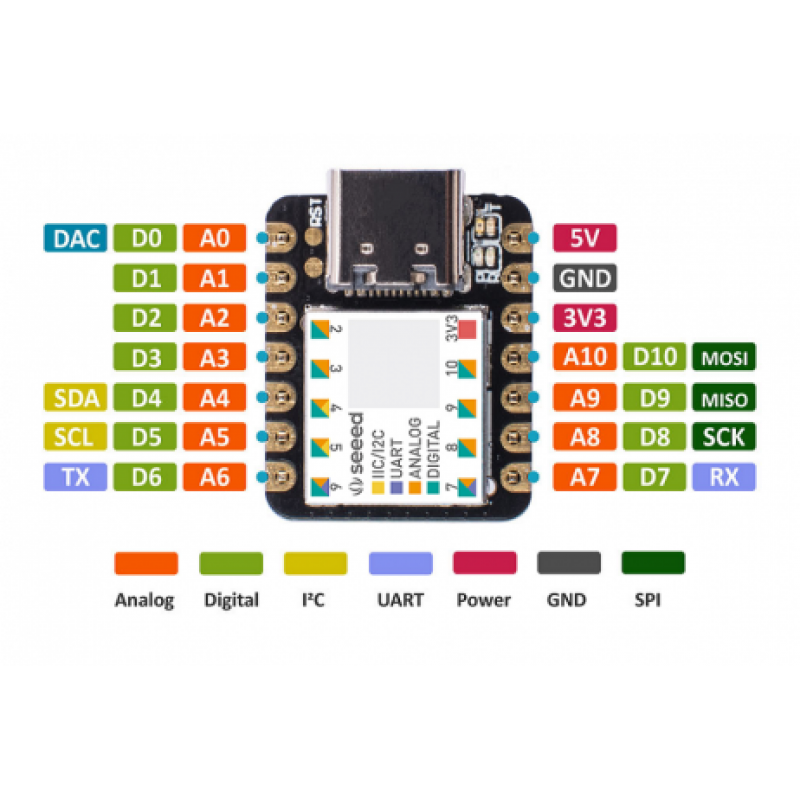 RST
DAC D0 A0 5V
D1 A1 GND
D2 A2 3V3
D3 A3 A10 D10 MOSI
SDA D4 A4 A9 D9 MISO
SCL D5 A5 A8 D8 SCK
TX D6 A6 A7 D7 RX
2
3
4
5
6
3V3
10
9
8
7
seeed
IIC/I2C
UART
ANALOG
DIGITAL
Analog Digital I²C UART Power GND SPI